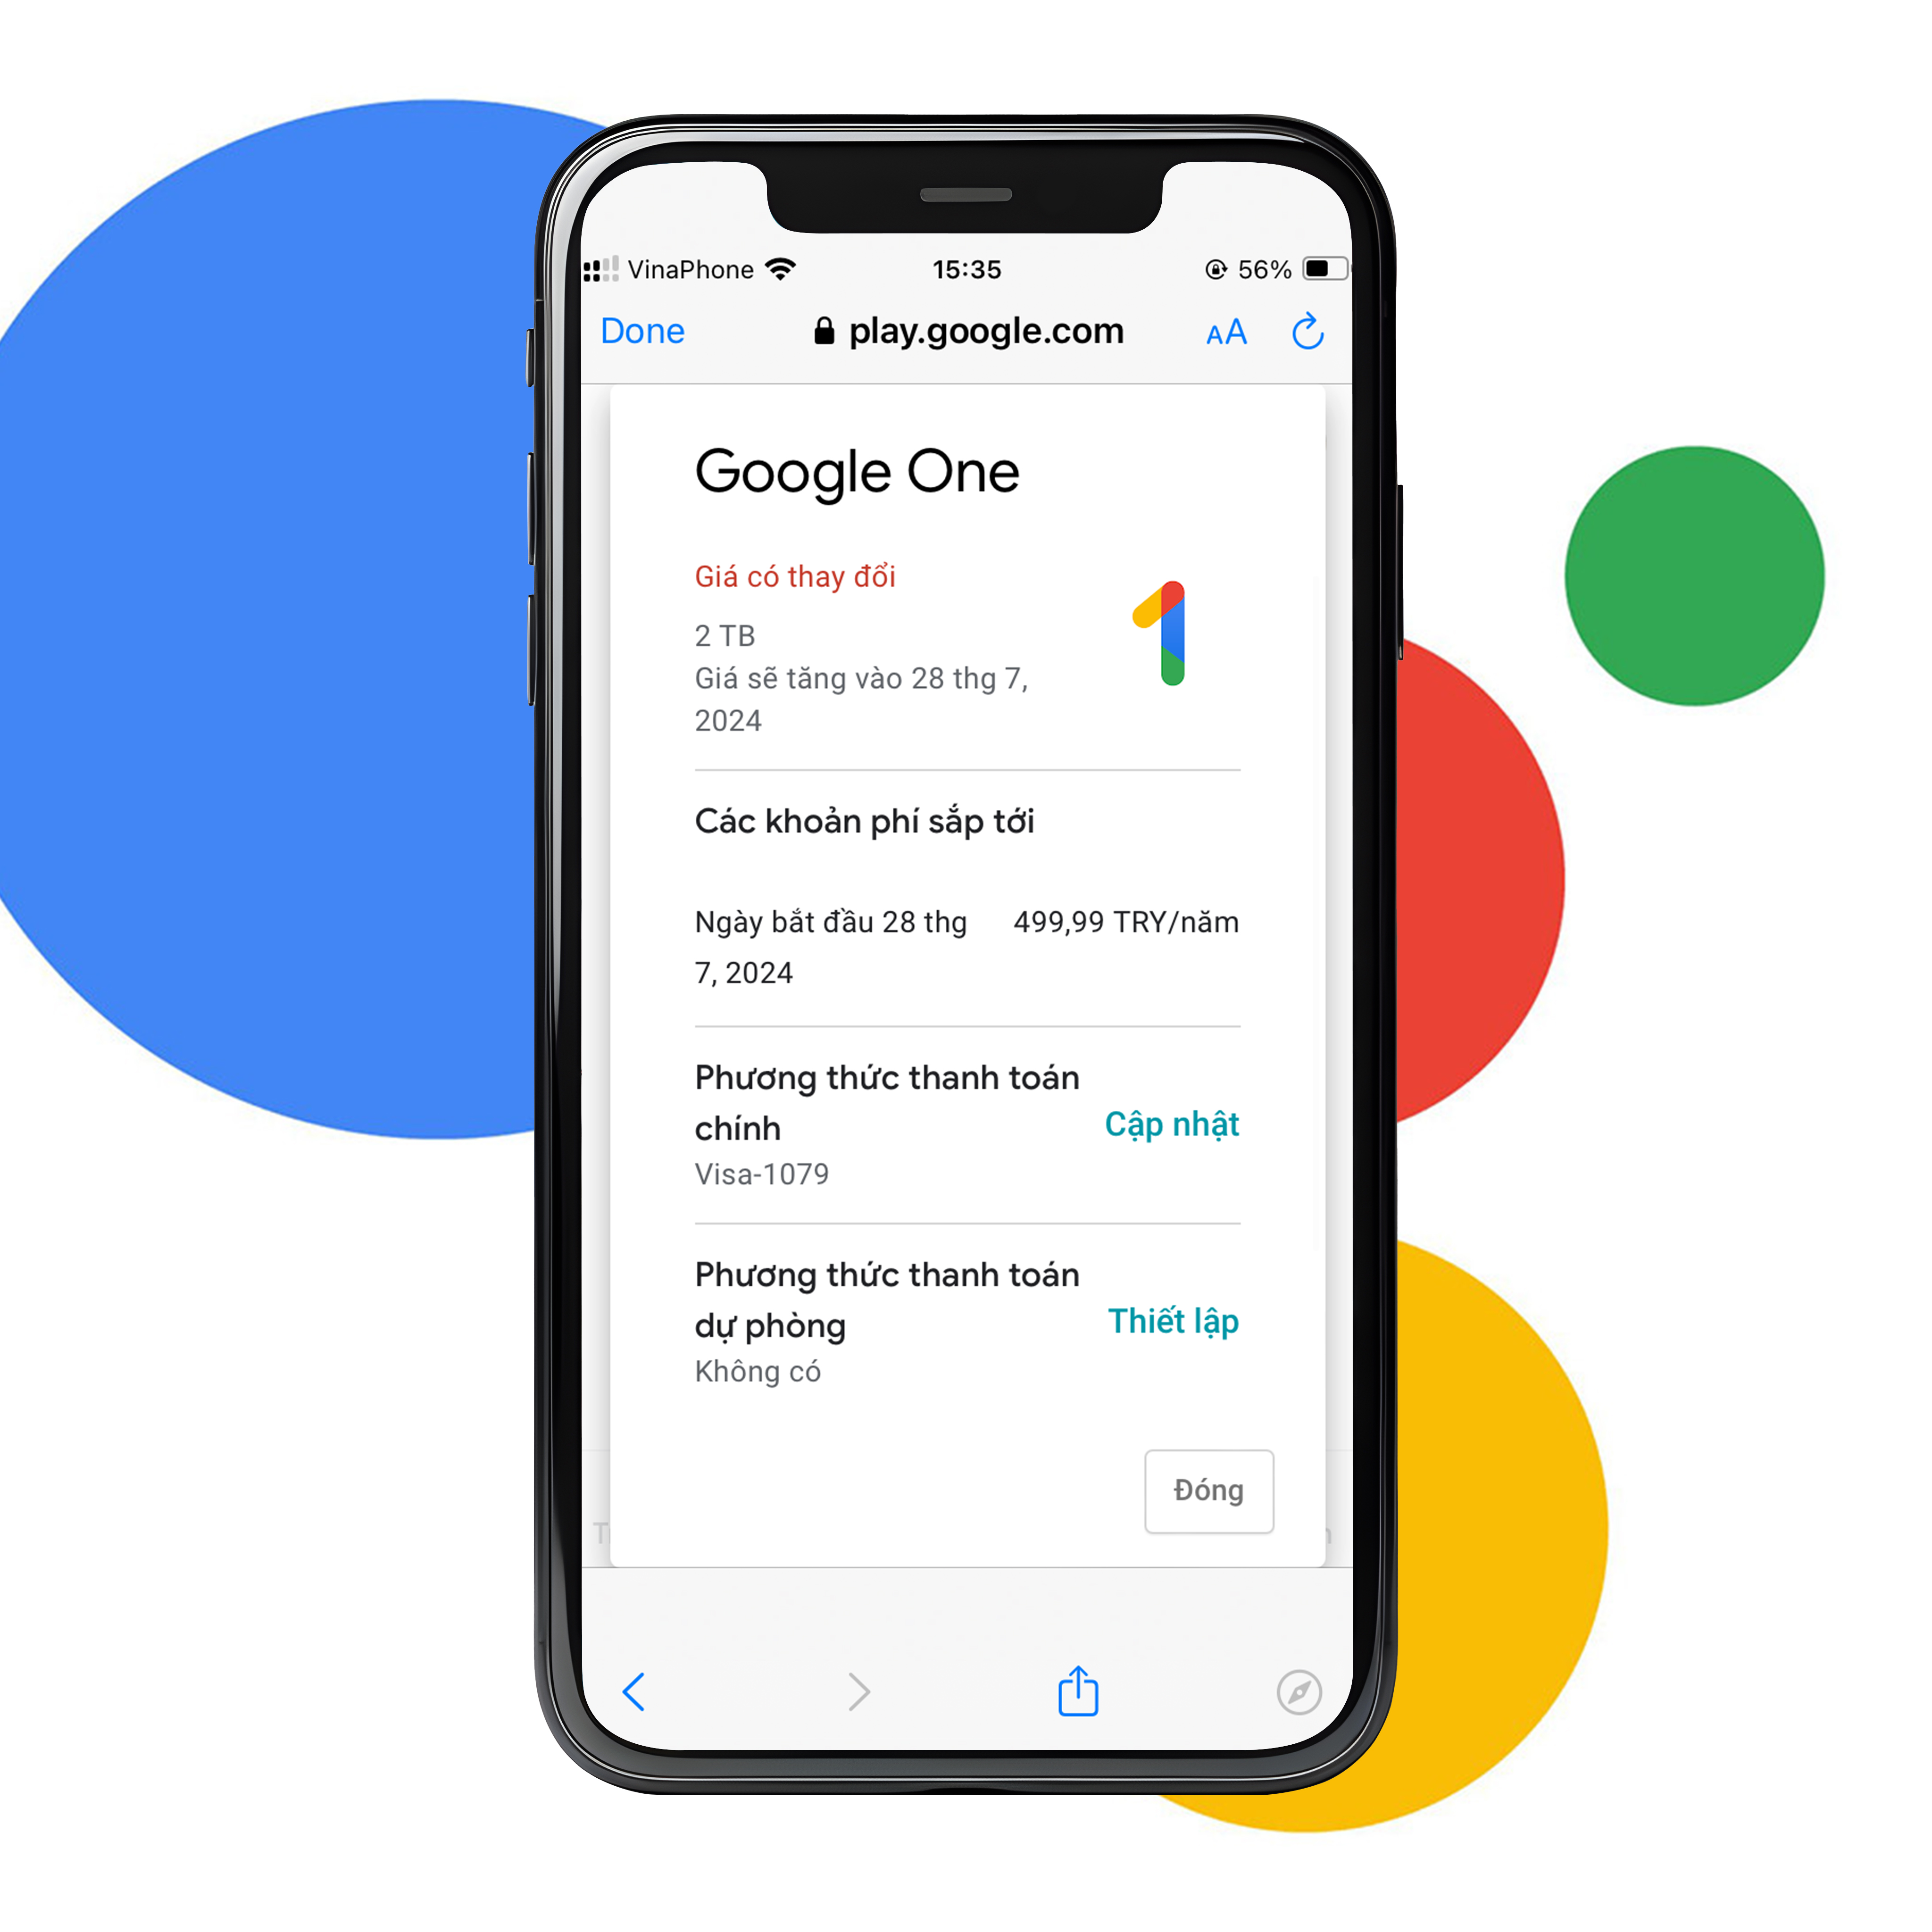 VinaPhone 15:35 56%
Done play.google.com AA
Google One
Giá có thay đổi
2 TB
Giá sẽ tăng vào 28 thg 7,
2024
Các khoản phí sắp tới
Ngày bắt đầu 28 thg 499,99 TRY/năm
7, 2024
Phương thức thanh toán
chính
Cập nhật
Visa-1079
Phương thức thanh toán
dự phòng
Thiết lập
Không có
Đóng